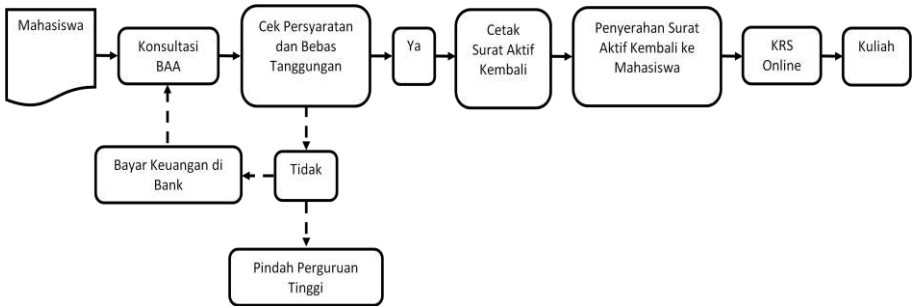 Mahasiswa
Konsultasi
BAA
Cek Persyaratan
dan Bebas
Tanggungan
Ya
Cetak
Surat Aktif
Kembali
Penyerahan Surat
Aktif Kembali ke
Mahasiswa
KRS
Online
Kuliah
Bayar Keuangan di
Bank
Tidak
Pindah Perguruan
Tinggi